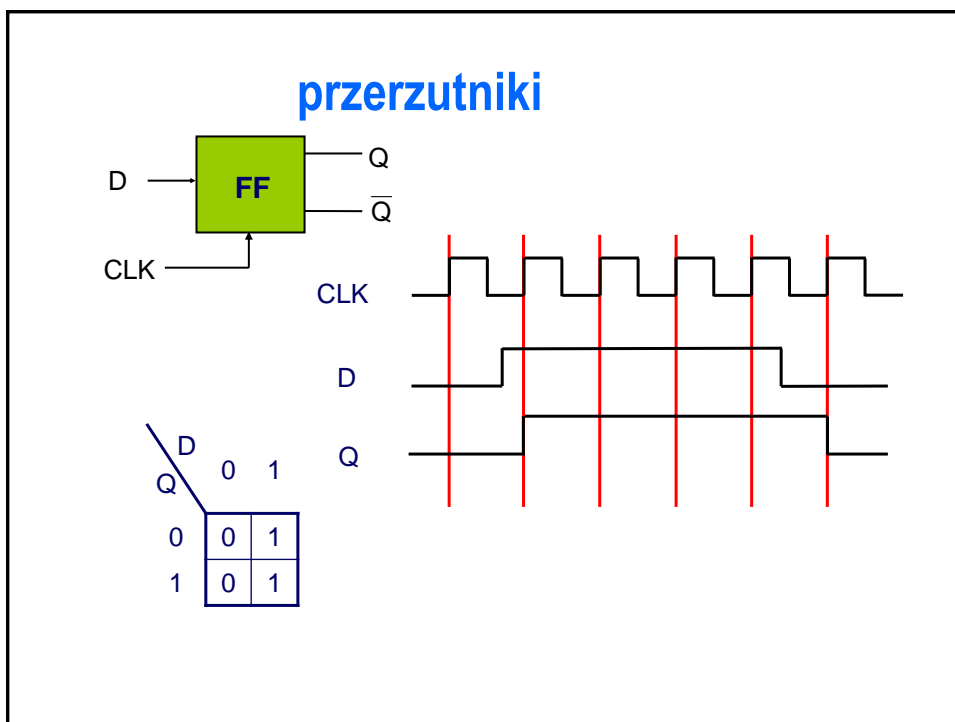 przerzutniki
D FF Q
Q̅
CLK
CLK
D
Q
D
Q 0 1
0 0 1
1 0 1